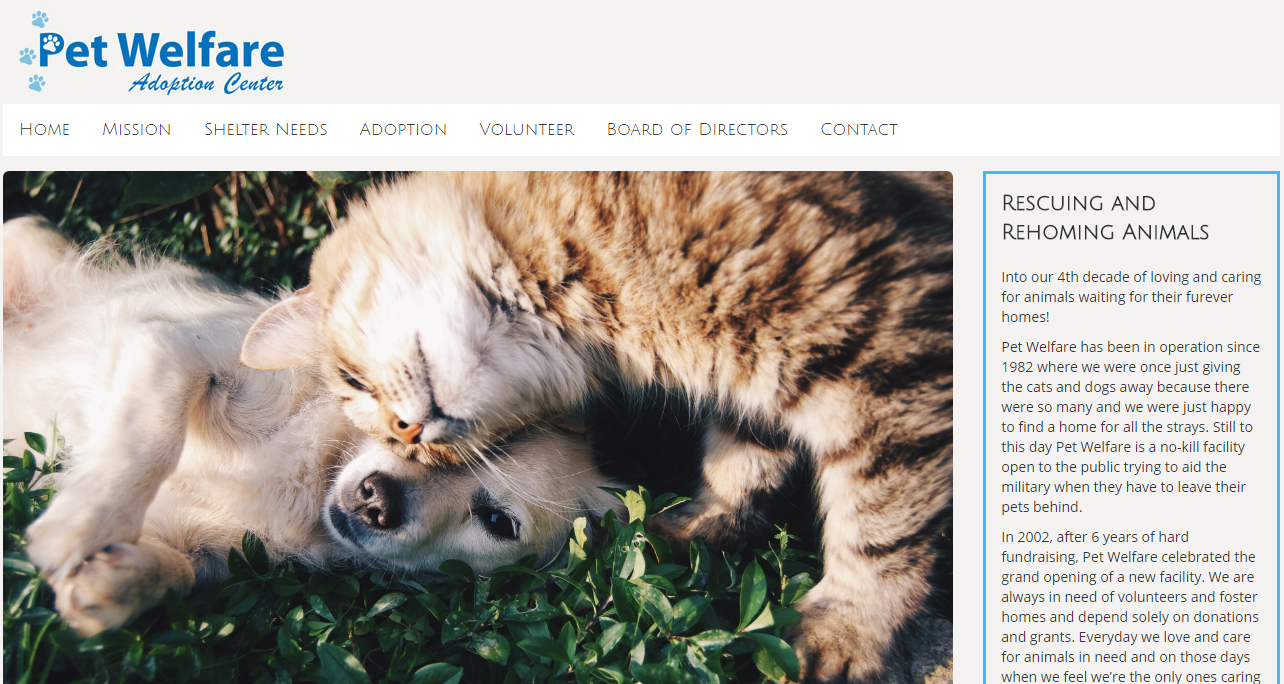 Pet Welfare
Adoption Center
Home Mission Shelter Needs Adoption Volunteer Board of Directors Contact
Rescuing and
Rehoming Animals
Into our 4th decade of loving and caring
for animals waiting for their furever
homes!
Pet Welfare has been in operation since
1982 where we were once just giving
the cats and dogs away because there
were so many and we were just happy
to find a home for all the strays. Still to
this day Pet Welfare is a no-kill facility
open to the public trying to aid the
military when they have to leave their
pets behind.
In 2002, after 6 years of hard
fundraising, Pet Welfare celebrated the
grand opening of a new facility. We are
always in need of volunteers and foster
homes and depend solely on donations
and grants. Everyday we love and care
for animals in need and on those days
when we feel we’re the only ones caring